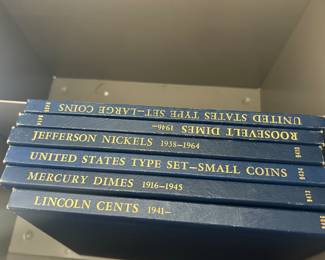 UNITED STATES TYPE SET-LARGE COINS
ROOSEVELT DIMES 1946-
JEFFERSON NICKELS 1938-1964
UNITED STATES TYPE SET-SMALL COINS
MERCURY DIMES 1916-1945
LINCOLN CENTS 1941-